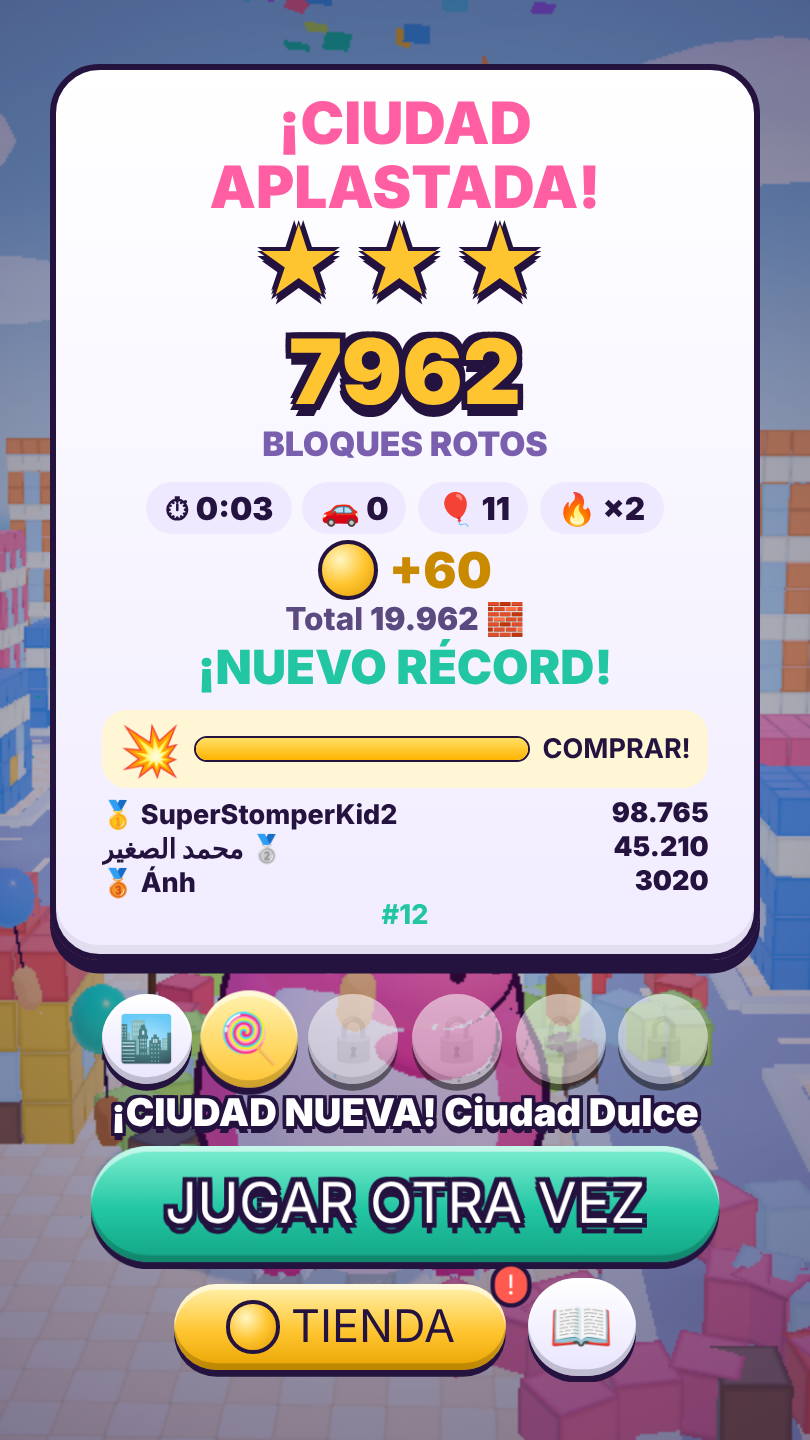 ¡CIUDAD
APLASTADA!
7962
BLOQUES ROTOS
0:03
0
11
×2
+60
Total 19.962
¡NUEVO RÉCORD!
COMPRAR!
SuperStomperKid2 98.765
محمد الصغير 45.210
Ánh 3020
#12
¡CIUDAD NUEVA! Ciudad Dulce
JUGAR OTRA VEZ
!
TIENDA